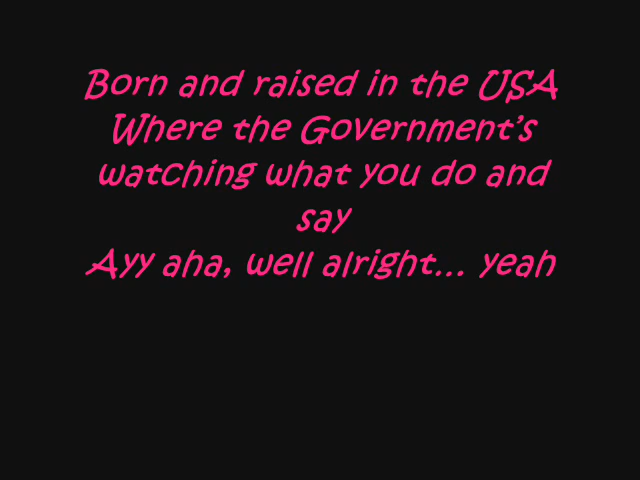 Born and raised in the USA
Where the Government's
watching what you do and
say
Ayy aha, well alright... yeah